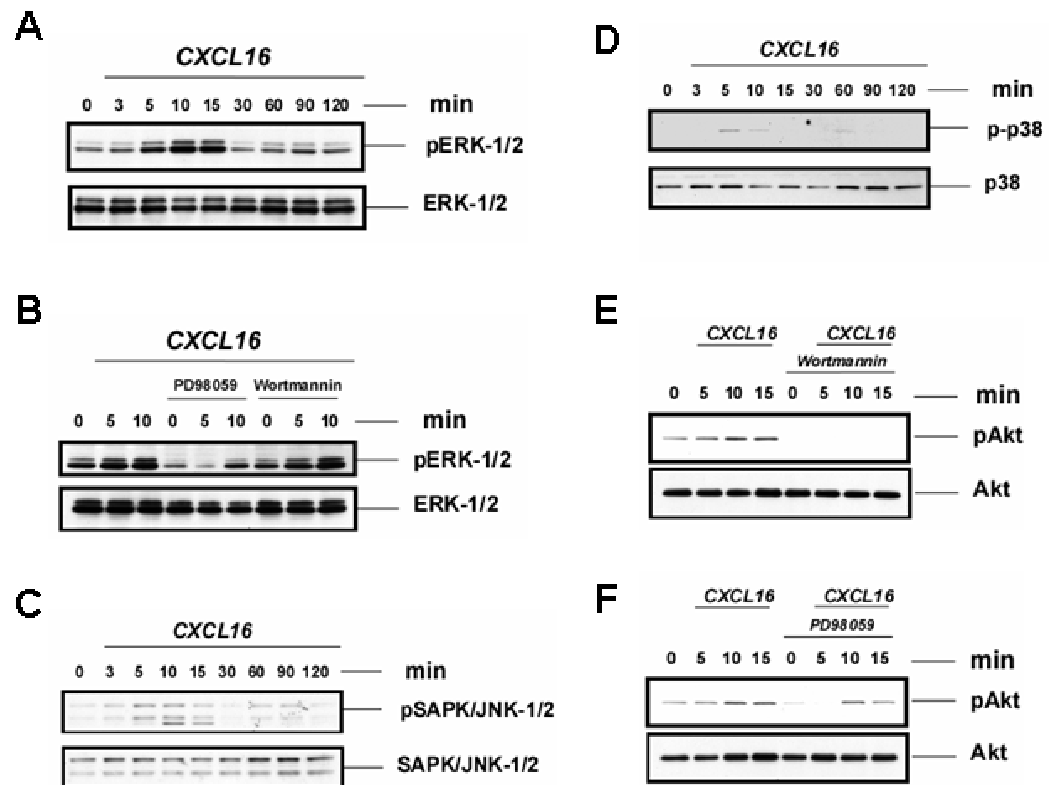 A
CXCL16
0 3 5 10 15 30 60 90 120 min
pERK-1/2
ERK-1/2
B
CXCL16
PD98059 Wortmannin
0 5 10 0 5 10 0 5 10 min
pERK-1/2
ERK-1/2
C
CXCL16
0 3 5 10 15 30 60 90 120 min
pSAPK/JNK-1/2
SAPK/JNK-1/2
D
CXCL16
0 3 5 10 15 30 60 90 120 min
p-p38
p38
E
CXCL16 CXCL16
Wortmannin
0 5 10 15 0 5 10 15 min
pAkt
Akt
F
CXCL16 CXCL16
PD98059
0 5 10 15 0 5 10 15 min
pAkt
Akt